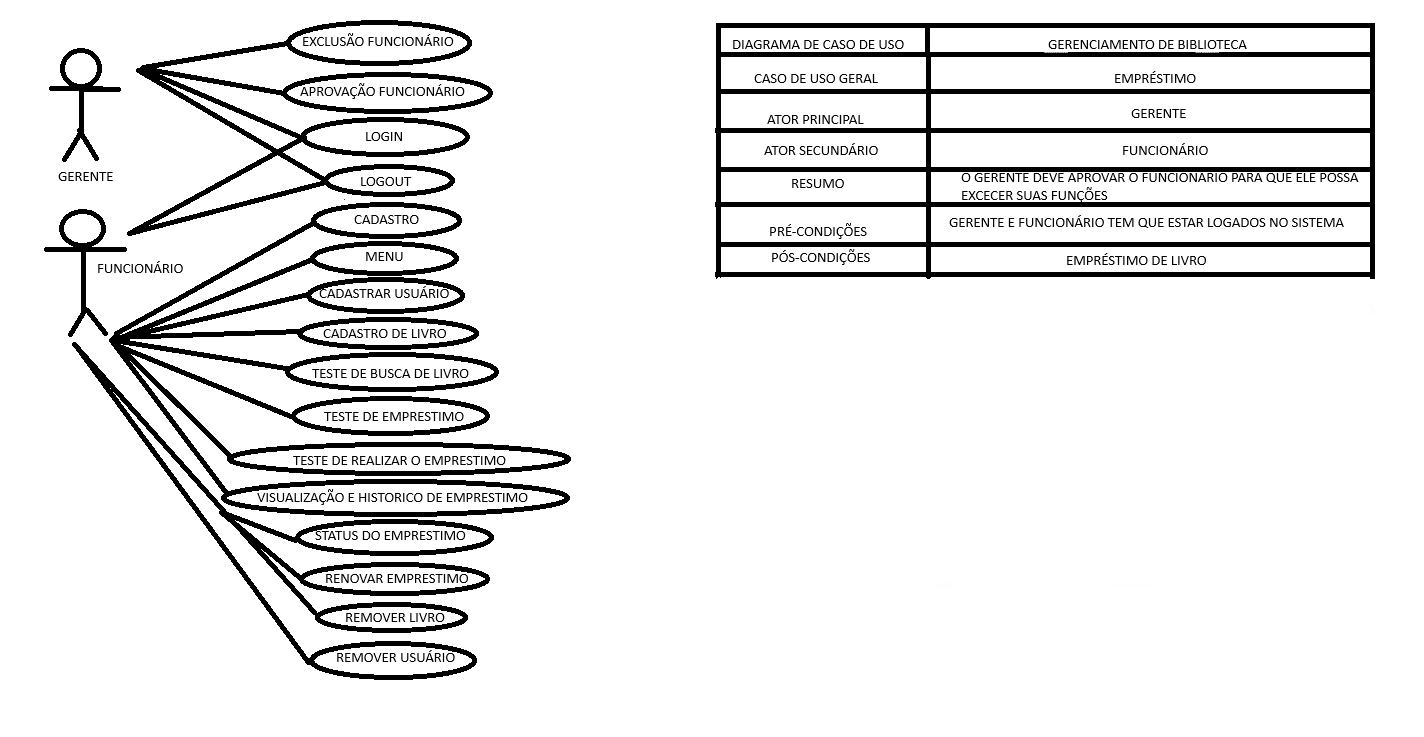 EXCLUSÃO FUNCIONÁRIO
APROVAÇÃO FUNCIONÁRIO
LOGIN
GERENTE
LOGOUT
CADASTRO
MENU
FUNCIONÁRIO
CADASTRAR USUÁRIO
CADASTRO DE LIVRO
TESTE DE BUSCA DE LIVRO
TESTE DE EMPRESTIMO
TESTE DE REALIZAR O EMPRESTIMO
VISUALIZAÇÃO E HISTORICO DE EMPRESTIMO
STATUS DO EMPRESTIMO
RENOVAR EMPRESTIMO
REMOVER LIVRO
REMOVER USUÁRIO
DIAGRAMA DE CASO DE USO GERENCIAMENTO DE BIBLIOTECA
CASO DE USO GERAL EMPRÉSTIMO
ATOR PRINCIPAL GERENTE
ATOR SECUNDÁRIO FUNCIONÁRIO
RESUMO O GERENTE DEVE APROVAR O FUNCIONARIO PARA QUE ELE POSSA
EXCECER SUAS FUNÇÕES
PRÉ-CONDIÇÕES GERENTE E FUNCIONÁRIO TEM QUE ESTAR LOGADOS NO SISTEMA
PÓS-CONDIÇÕES EMPRÉSTIMO DE LIVRO